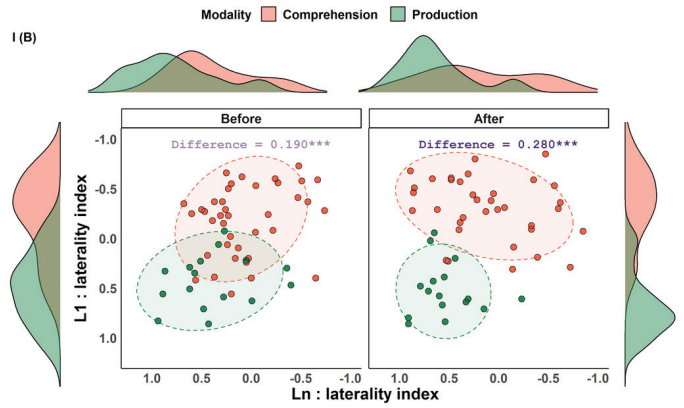 Modality Comprehension Production
I (B)
Before After
Difference = 0.190*** Difference = 0.280***
L1 : laterality index
-1.0
-0.5
0.0
0.5
1.0
1.0 0.5 0.0 -0.5 -1.0 1.0 0.5 0.0 -0.5 -1.0
Ln : laterality index